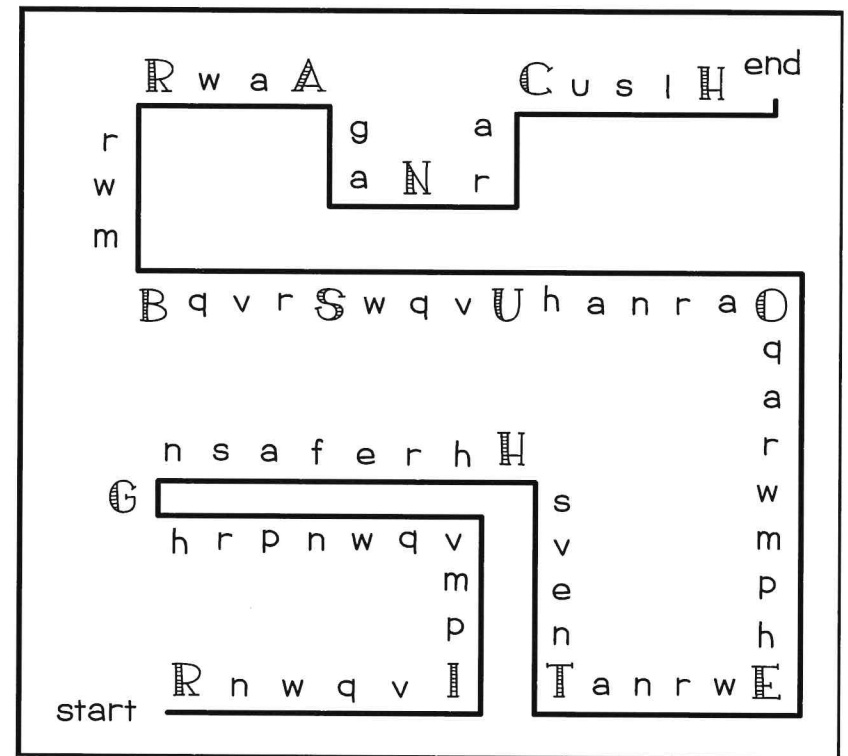 end
R w a A
C u s l H
r
g
a
w
a N r
m
B q v r S w q v U h a n r a O
q
a
n s a f e r h H
r
G
s
w
h r p n w q v
v
m
m
e
p
p
n
h
R n w q v I
T a n r w E
start